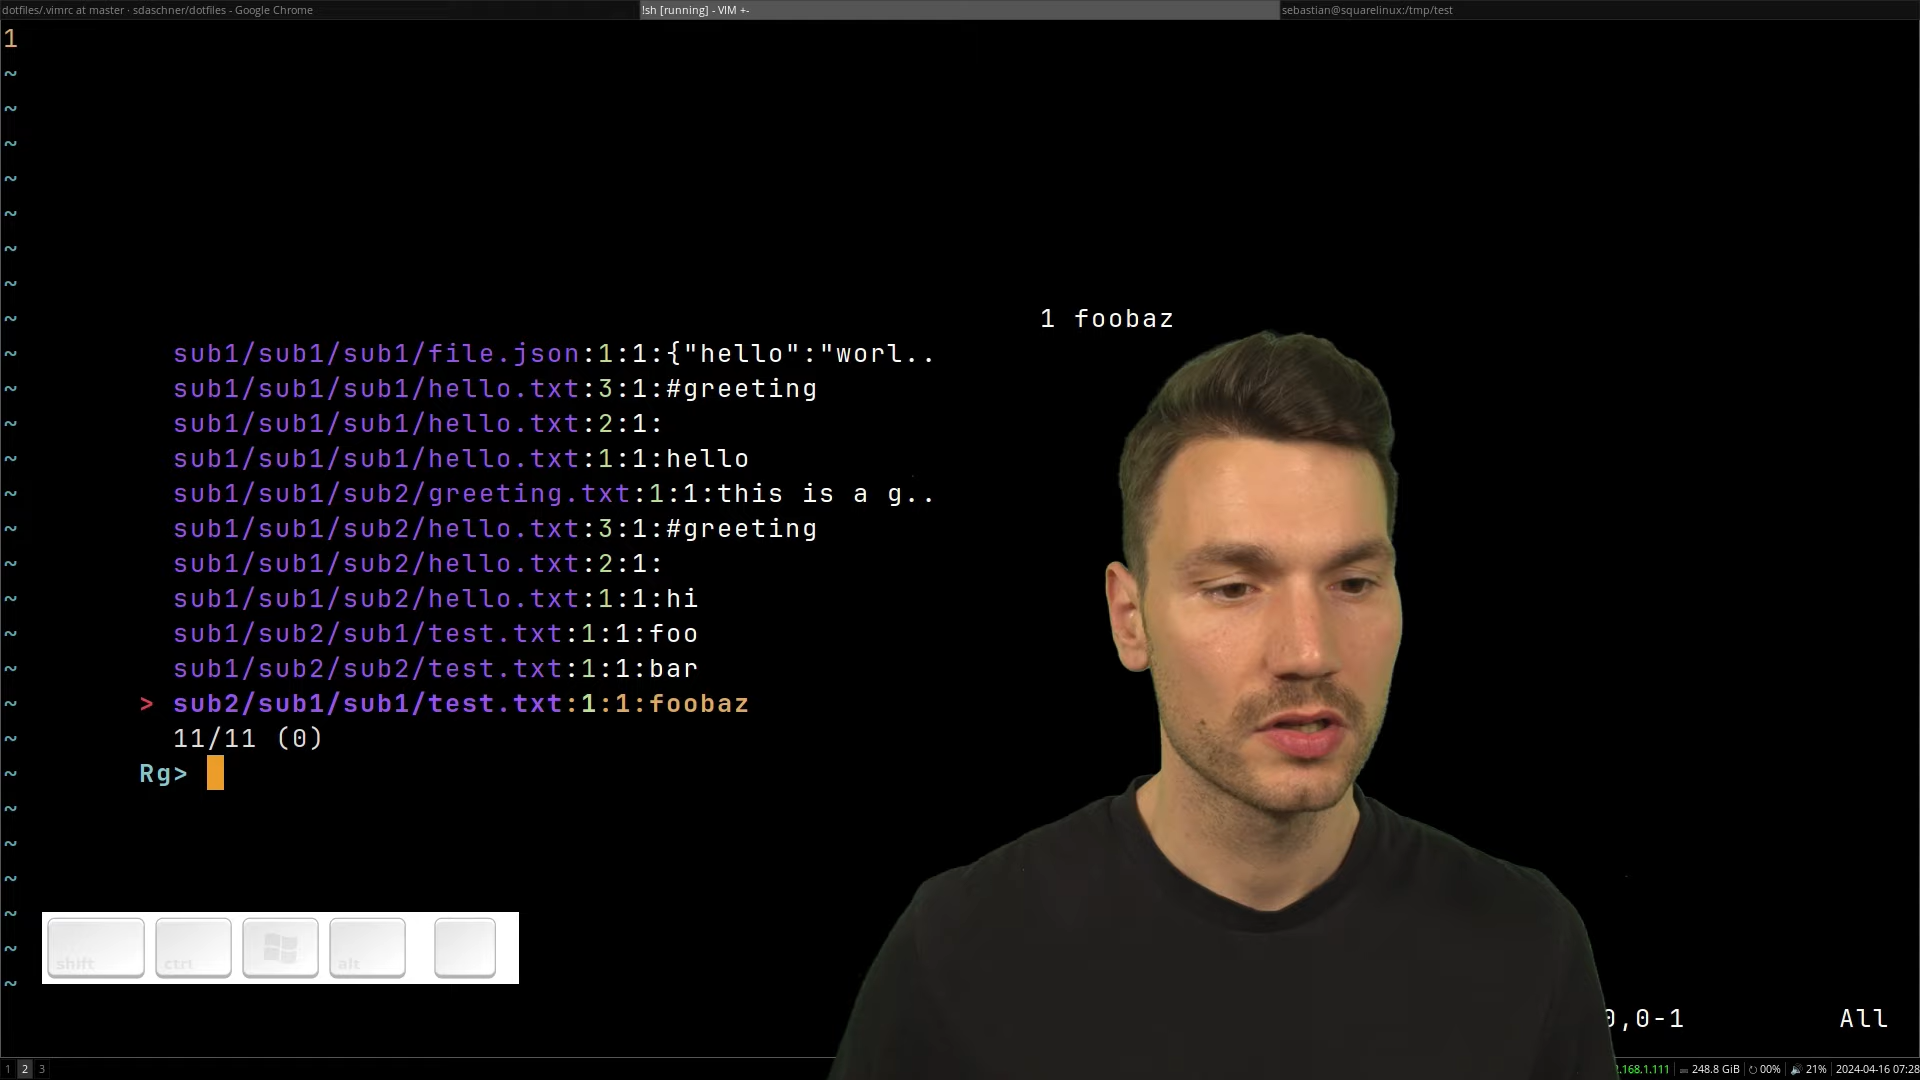 dotfiles/.vimrc at master · sdaschner/dotfiles - Google Chrome
!sh [running] - VIM +-
sebastian@squarelinux:/tmp/test
1
~
~
~
~
~
~
~
~ 1 foobaz
~ sub1/sub1/sub1/file.json:1:1:{"hello":"worl..
~ sub1/sub1/sub1/hello.txt:3:1:#greeting
~ sub1/sub1/sub1/hello.txt:2:1:
~ sub1/sub1/sub1/hello.txt:1:1:hello
~ sub1/sub1/sub2/greeting.txt:1:1:this is a g..
~ sub1/sub1/sub2/hello.txt:3:1:#greeting
~ sub1/sub1/sub2/hello.txt:2:1:
~ sub1/sub1/sub2/hello.txt:1:1:hi
~ sub1/sub2/sub1/test.txt:1:1:foo
~ sub1/sub2/sub2/test.txt:1:1:bar
~ > sub2/sub1/sub1/test.txt:1:1:foobaz
~ 11/11 (0)
~ Rg>
~
~
~
~
~
~
shift ctrl alt
0,0-1 All
1 2 3
.168.1.111 248.8 GiB 00% 21% 2024-04-16 07:28